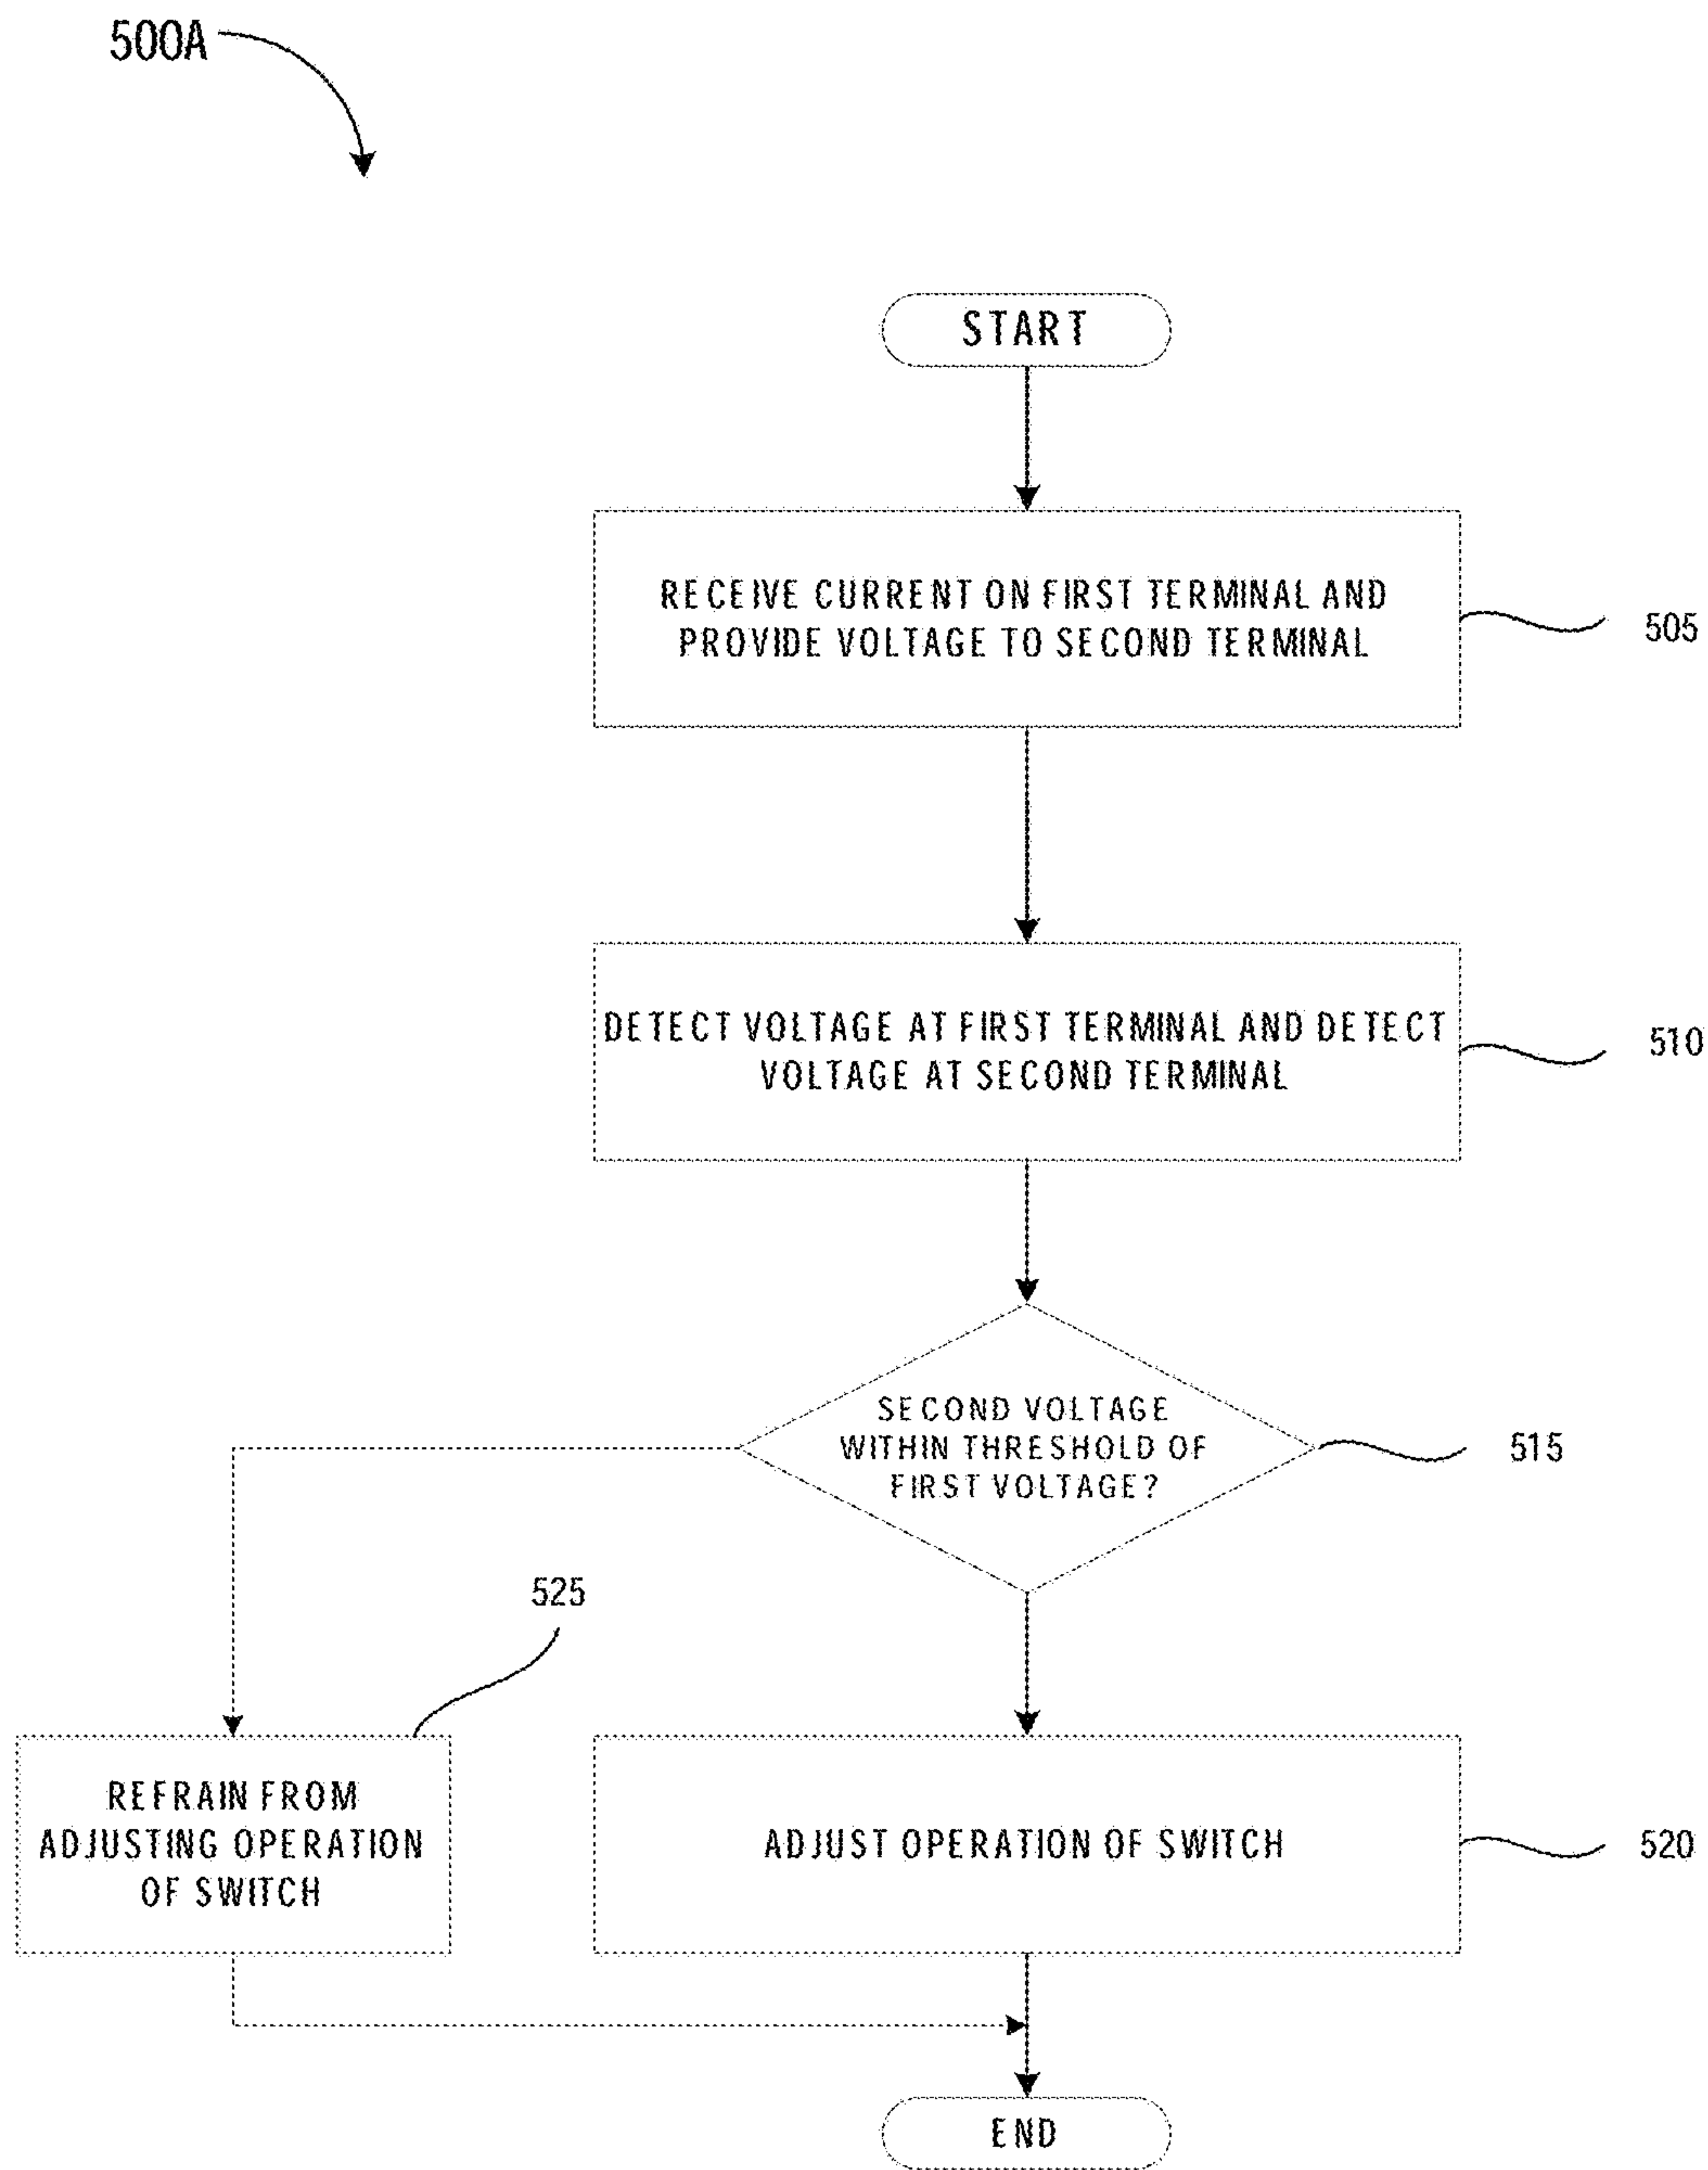 500A
START
RECEIVE CURRENT ON FIRST TERMINAL AND
PROVIDE VOLTAGE TO SECOND TERMINAL
505
DETECT VOLTAGE AT FIRST TERMINAL AND DETECT
VOLTAGE AT SECOND TERMINAL
510
SECOND VOLTAGE
WITHIN THRESHOLD OF
FIRST VOLTAGE?
515
525
REFRAIN FROM
ADJUSTING OPERATION
OF SWITCH
ADJUST OPERATION OF SWITCH
520
END